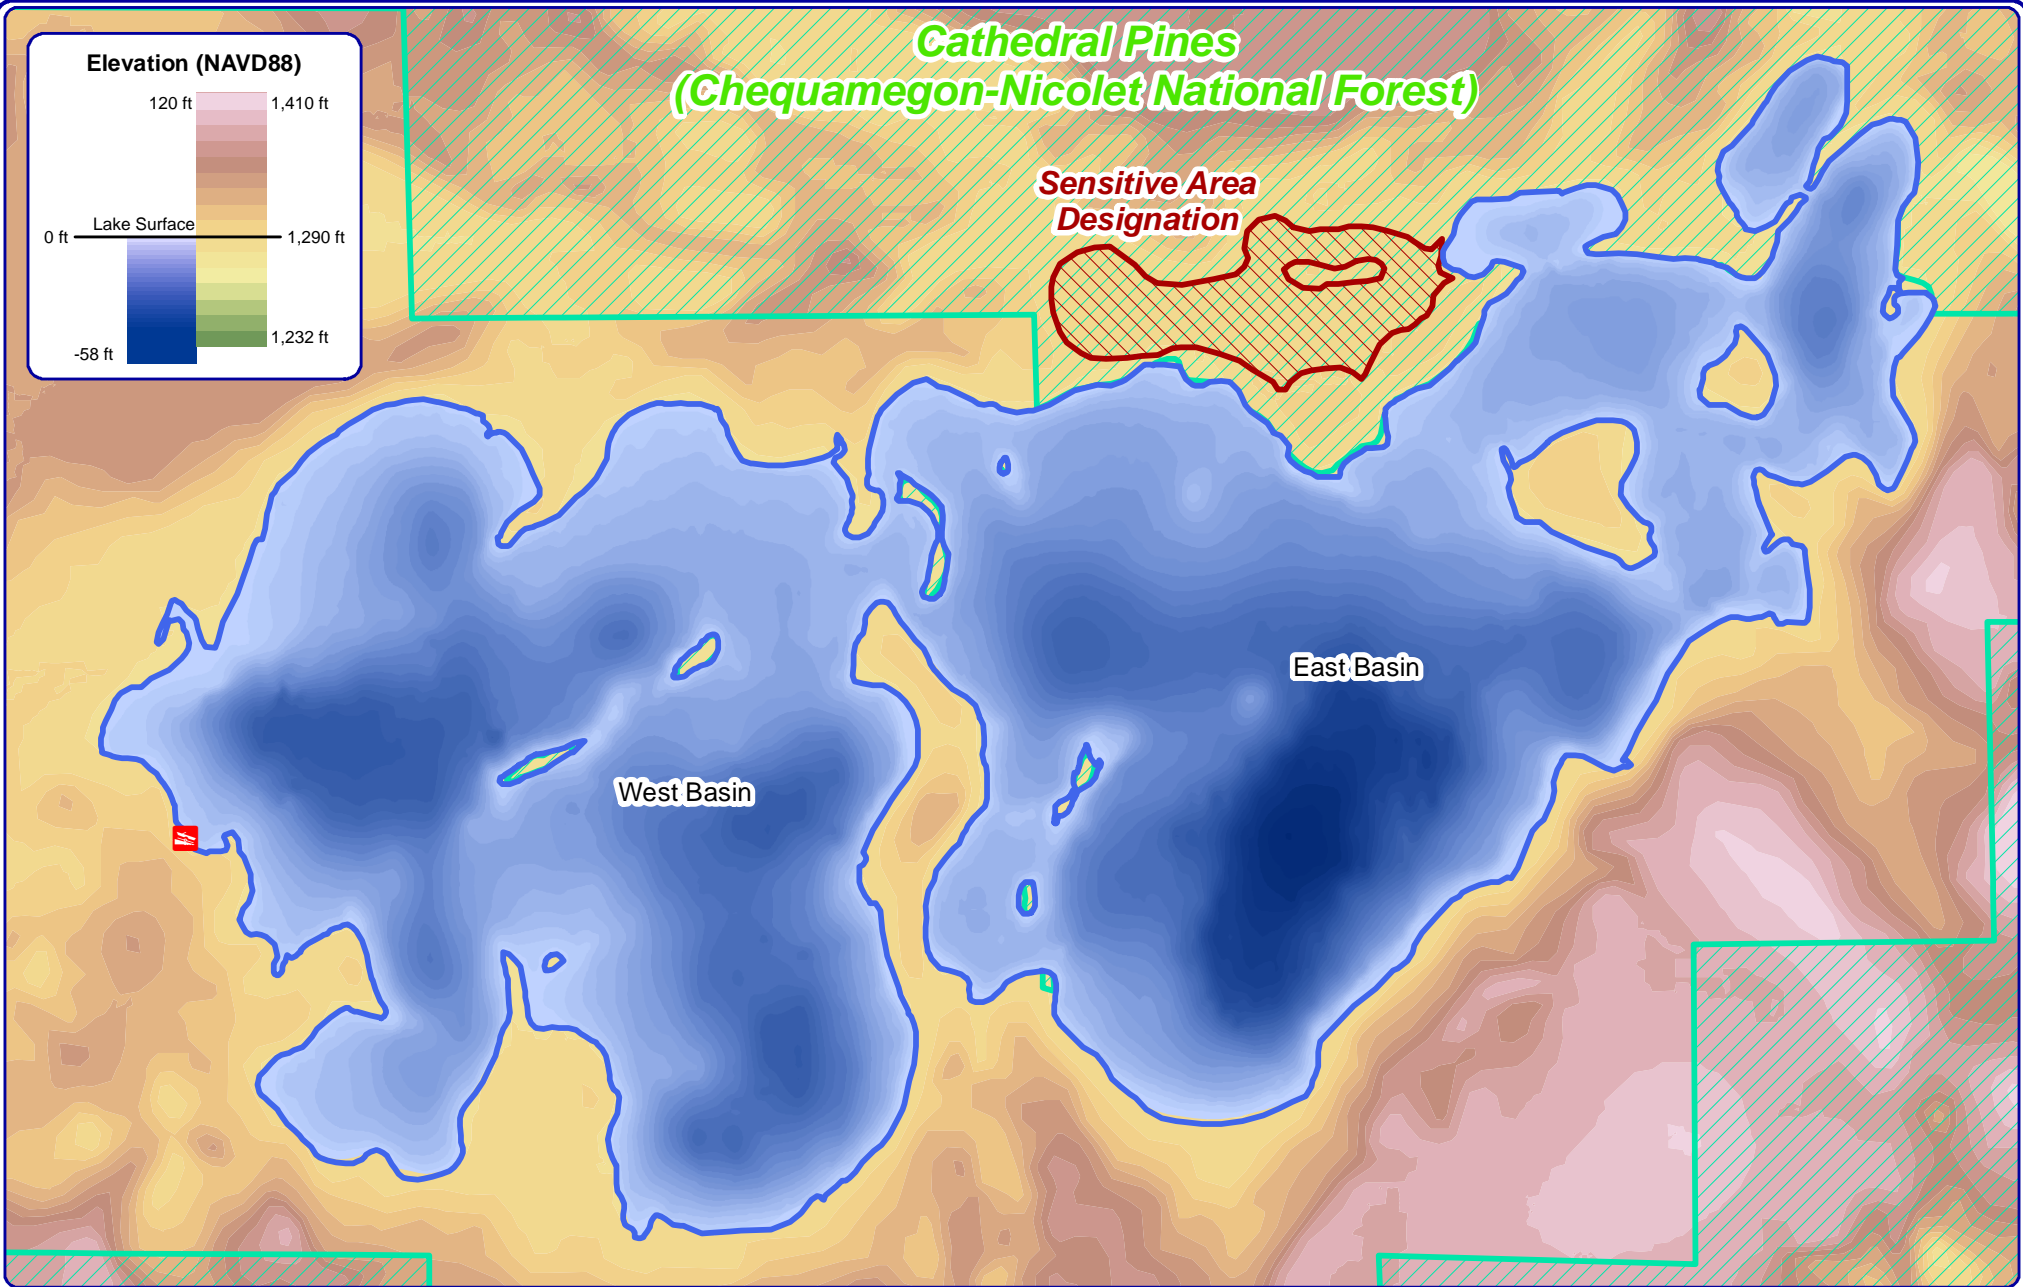 Cathedral Pines
(Chequamegon-Nicolet National Forest)
Elevation (NAVD88)
120 ft
1,410 ft
Lake Surface
0 ft
1,290 ft
1,232 ft
-58 ft
Sensitive Area
Designation
East Basin
West Basin